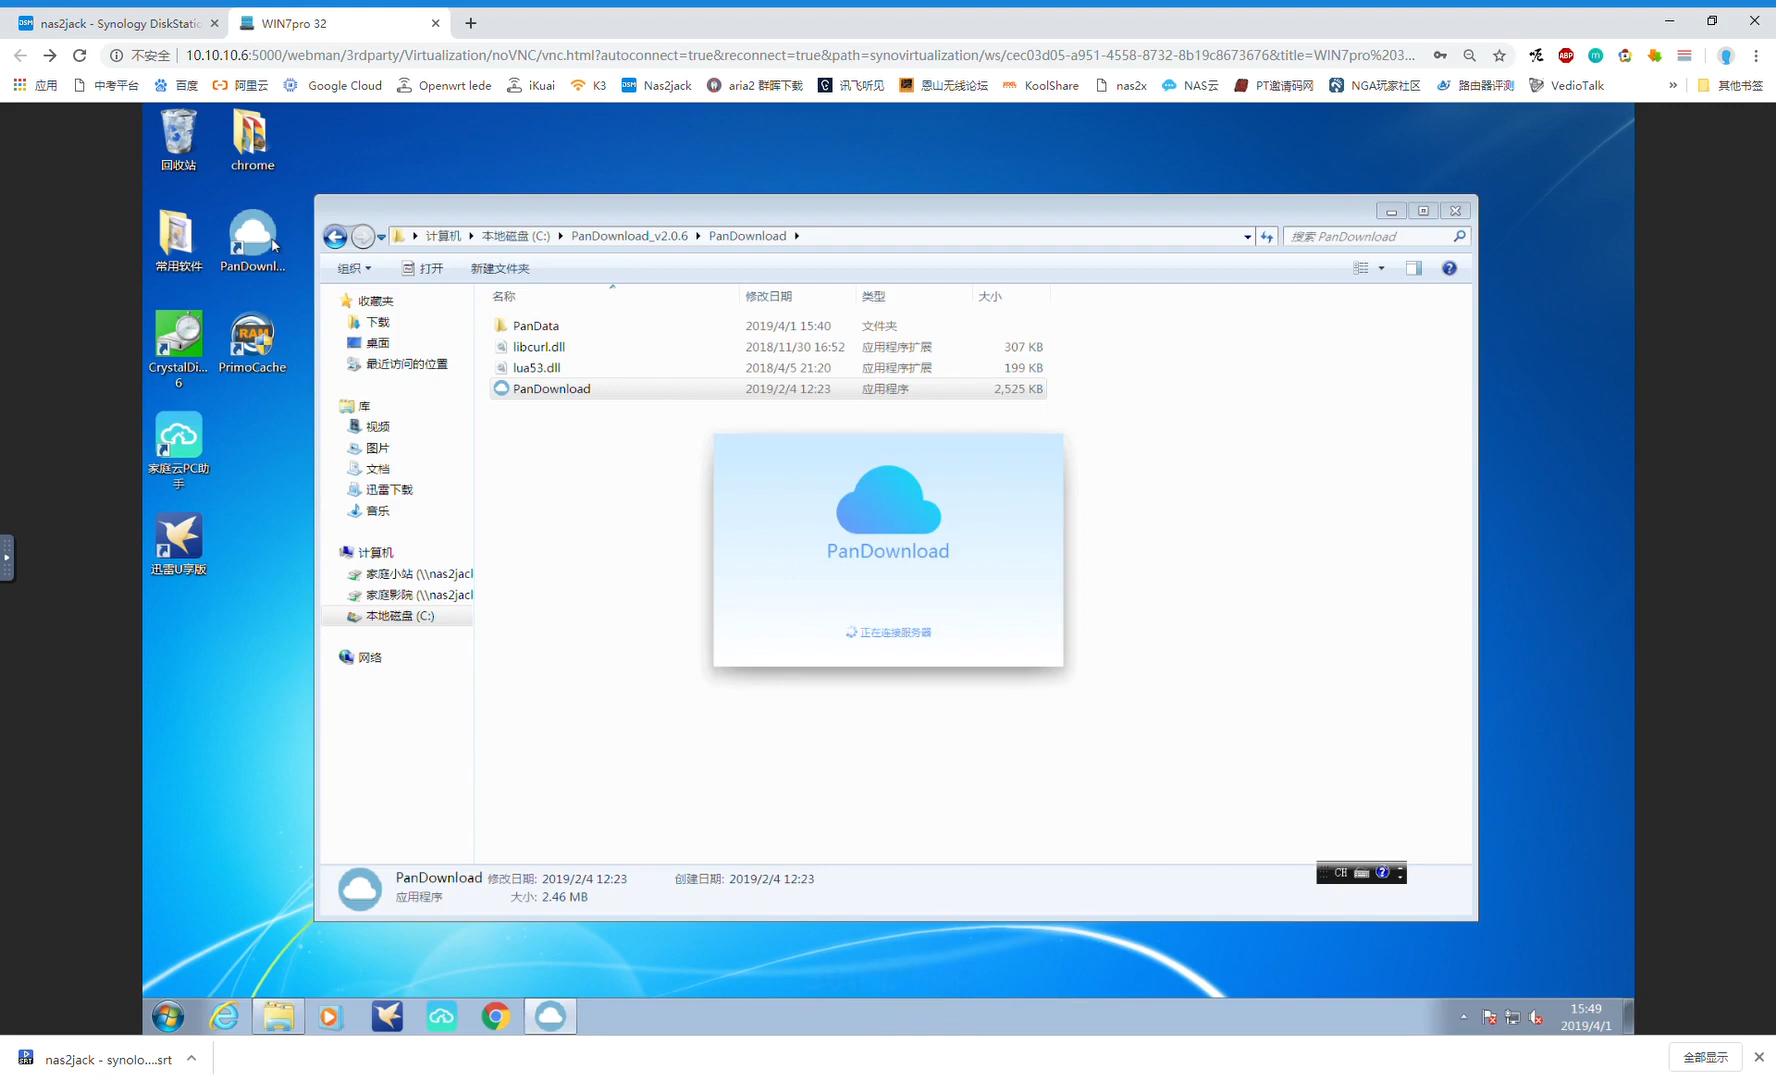 nas2jack - Synology DiskStatio
WIN7pro 32
不安全
10.10.10.6:5000/webman/3rdparty/Virtualization/noVNC/vnc.html?autoconnect=true&reconnect=true&path=synovirtualization/ws/cec03d05-a951-4558-8732-8b19c8673676&title=WIN7pro%203...
应用
中考平台
百度
阿里云
Google Cloud
Openwrt lede
iKuai
K3
Nas2jack
aria2 群晖下载
讯飞听见
恩山无线论坛
KoolShare
nas2x
NAS云
PT邀请码网
NGA玩家社区
路由器评测
VedioTalk
»
其他书签
回收站
chrome
常用软件
PanDownl...
CrystalDi...
6
PrimoCache
家庭云PC助
手
迅雷U享版
计算机
本地磁盘 (C:)
PanDownload_v2.0.6
PanDownload
搜索 PanDownload
组织
打开
新建文件夹
收藏夹
下载
桌面
最近访问的位置
库
视频
图片
文档
迅雷下载
音乐
计算机
家庭小站 (\\nas2jack
家庭影院 (\\nas2jack
本地磁盘 (C:)
网络
名称 修改日期 类型 大小
PanData 2019/4/1 15:40 文件夹
libcurl.dll 2018/11/30 16:52 应用程序扩展 307 KB
lua53.dll 2018/4/5 21:20 应用程序扩展 199 KB
PanDownload 2019/2/4 12:23 应用程序 2,525 KB
PanDownload
正在连接服务器
PanDownload 修改日期: 2019/2/4 12:23 创建日期: 2019/2/4 12:23
应用程序 大小: 2.46 MB
CH
15:49
2019/4/1
nas2jack - synolo....srt
全部显示